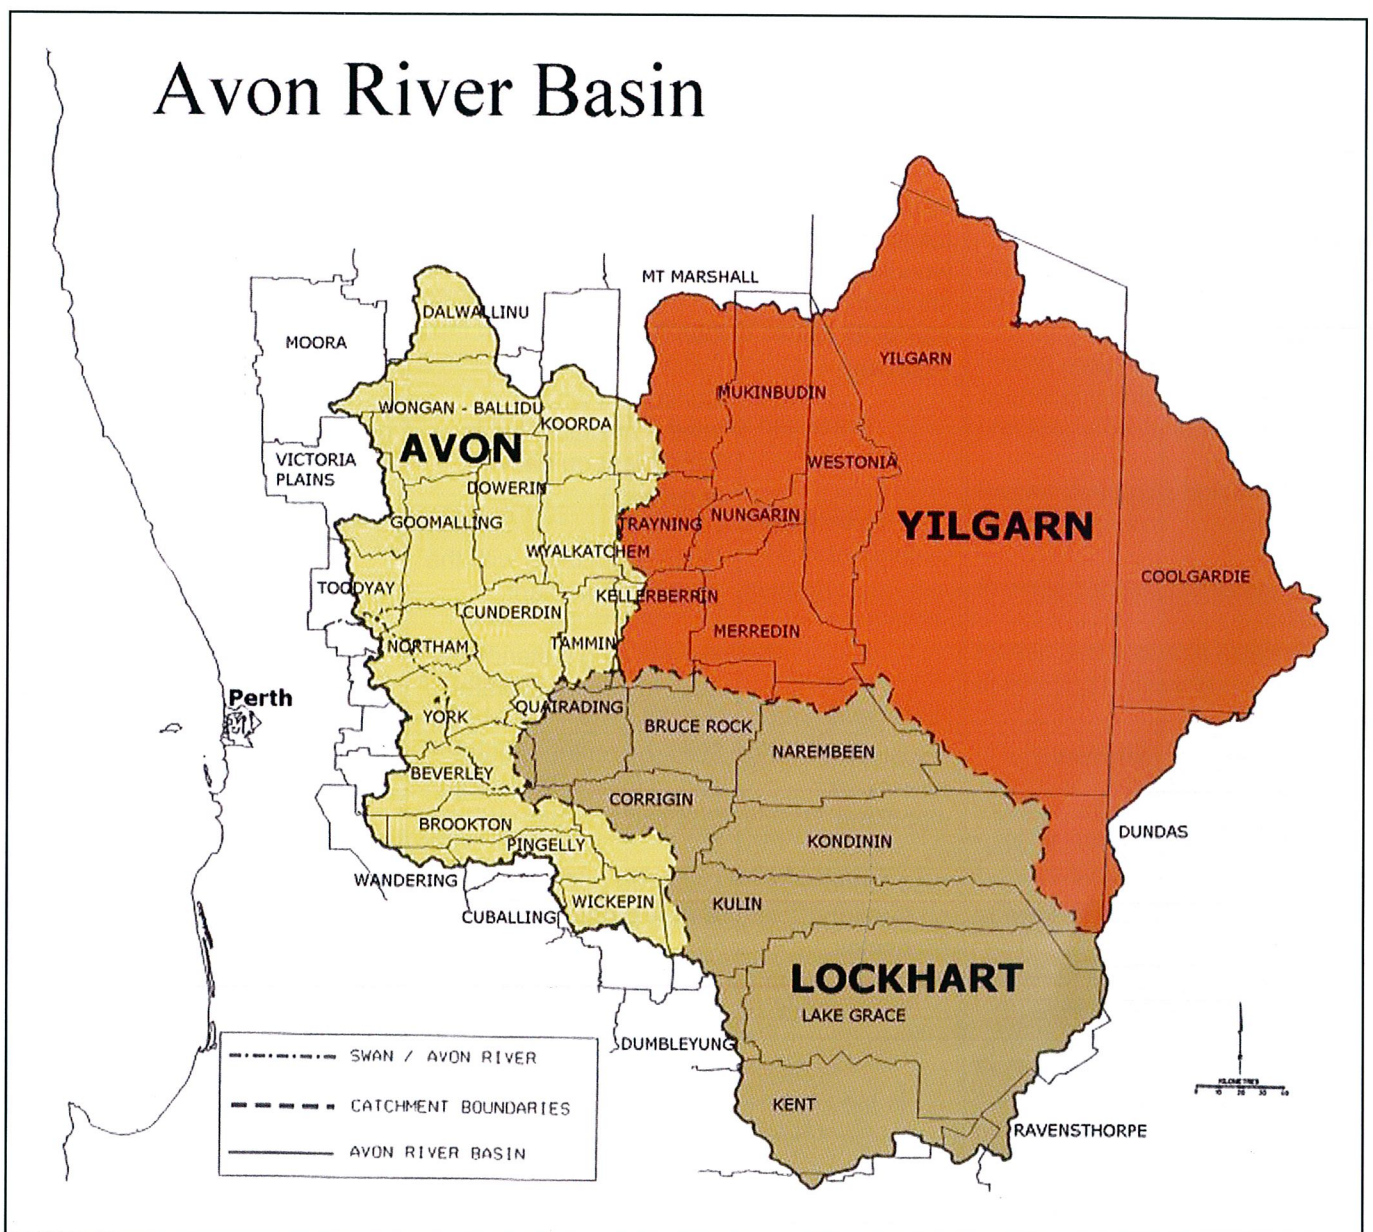 Avon River Basin
MT MARSHALL
DALWALLINU
MOORA
YILGARN
MUKINBUDIN
WONGAN - BALLIDU
KOORDA
AVON
VICTORIA
PLAINS
WESTONIA
DOWERIN
GOOMALLING
TRAYNING
NUNGARIN
YILGARN
WYALKATCHEM
COOLGARDIE
TOODYAY
KELLERBERRIN
CUNDERDIN
MERREDIN
NORTHAM
TAMMIN
Perth
QUAIRADING
YORK
BRUCE ROCK
NAREMBEEN
BEVERLEY
CORRIGIN
BROOKTON
DUNDAS
PINGELLY
KONDININ
WANDERING
WICKEPIN
KULIN
CUBALLING
LOCKHART
LAKE GRACE
DUMBLEYUNG
KENT
RAVENSTHORPE
SWAN / AVON RIVER
CATCHMENT BOUNDARIES
AVON RIVER BASIN
KILOMETRES